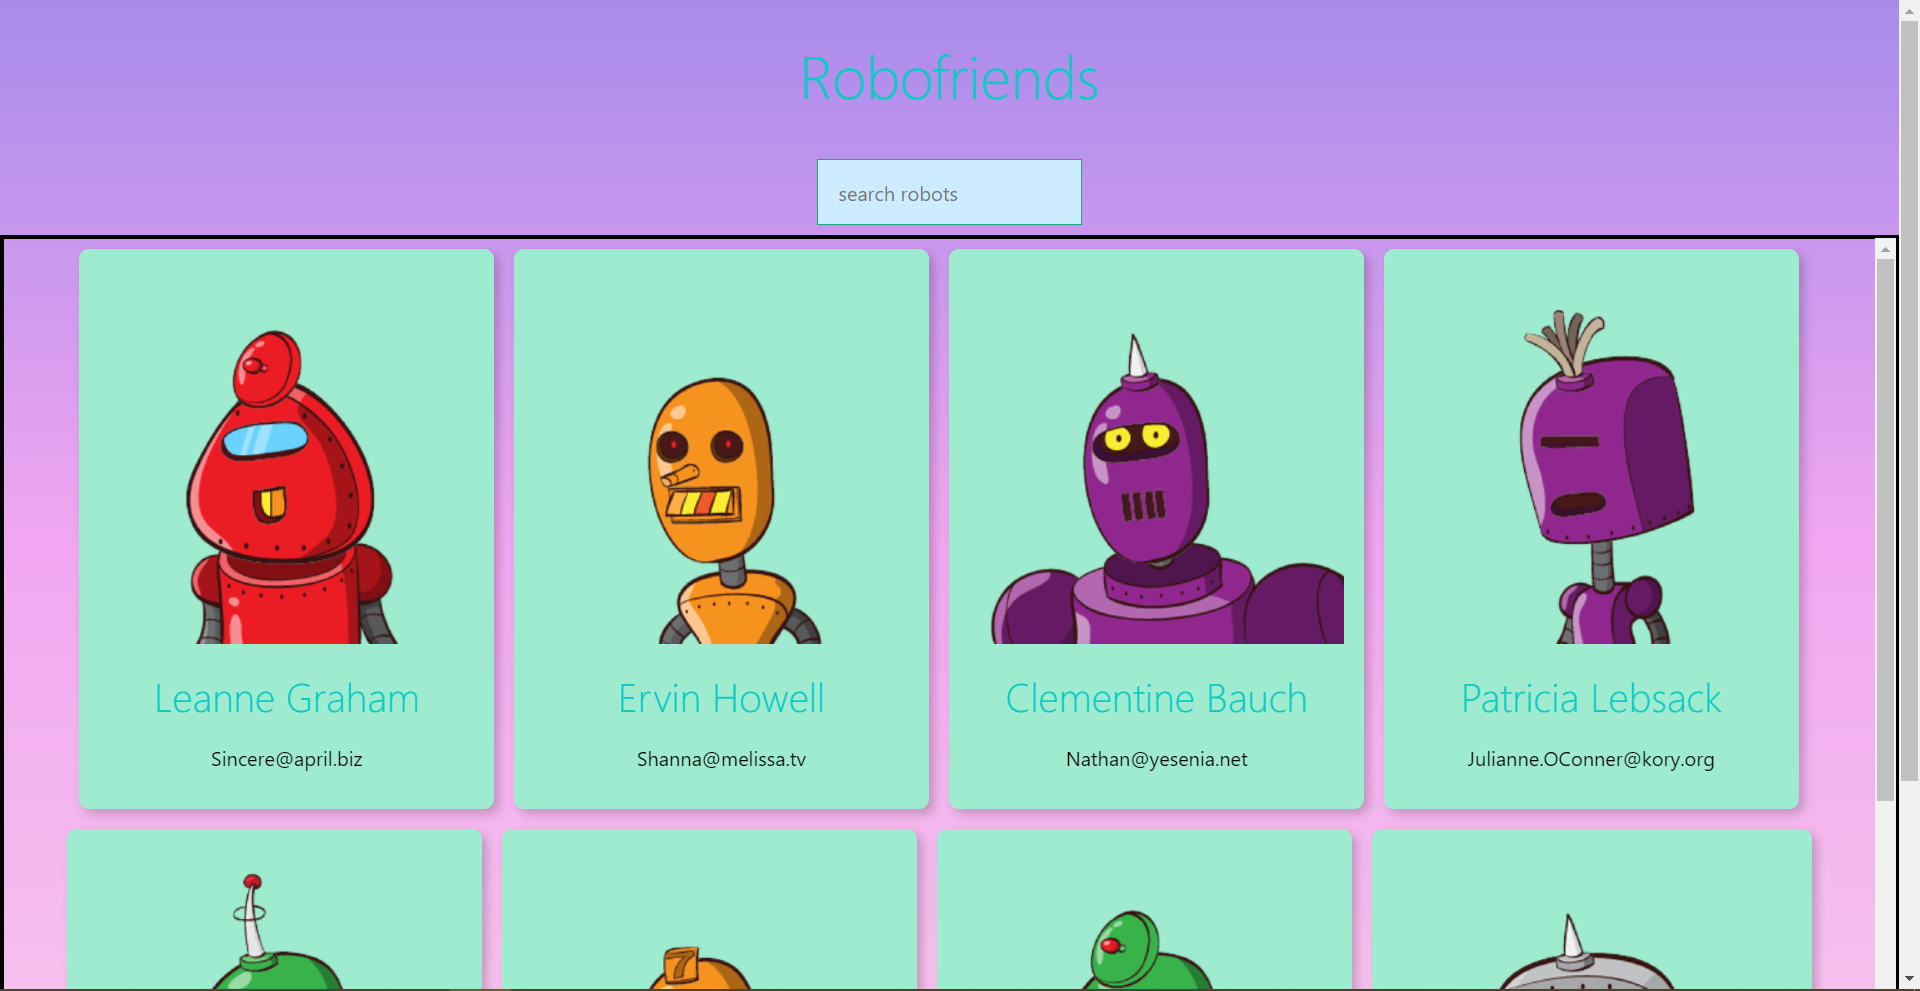 Robofriends
search robots
Leanne Graham
Sincere@april.biz
Ervin Howell
Shanna@melissa.tv
Clementine Bauch
Nathan@yesenia.net
Patricia Lebsack
Julianne.OConner@kory.org
7